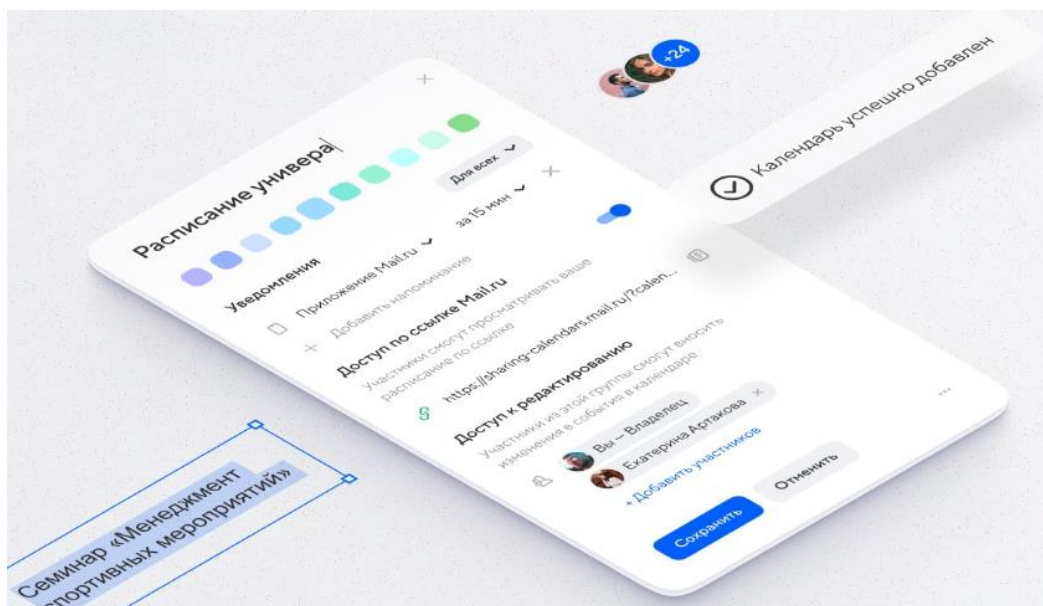 +24
Календарь успешно добавлен
Расписание универа
Для всех
Уведомления
Приложение Mail.ru
за 15 мин
+ Добавить напоминание
Доступ по ссылке Mail.ru
Участники смогут просматривать ваше
расписание по ссылке
https://sharing-calendars.mail.ru/?calen...
Доступ к редактированию
Участники из этой группы смогут вносить
изменения в события в календаре
Вы — Владелец
Екатерина Артакова
+ Добавить участников
Сохранить
Отменить
Семинар «Менеджмент
спортивных мероприятий»